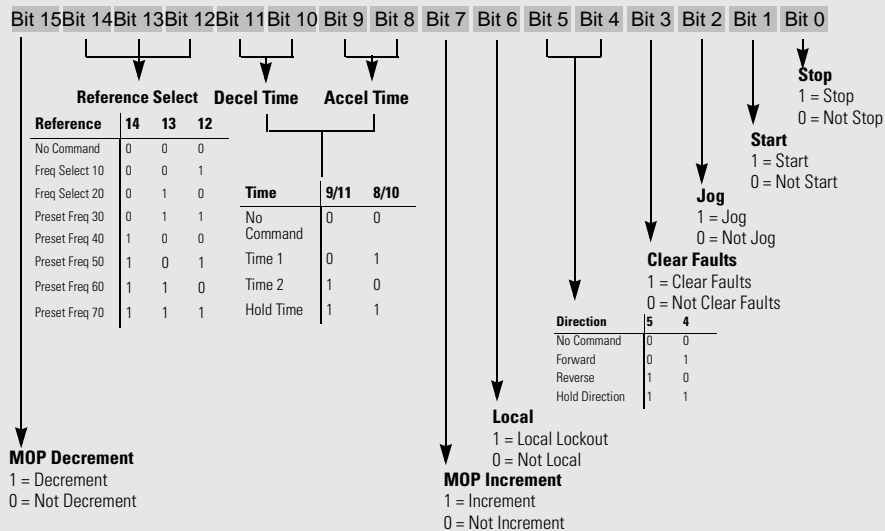 Bit 15 Bit 14 Bit 13 Bit 12 Bit 11 Bit 10 Bit 9 Bit 8 Bit 7 Bit 6 Bit 5 Bit 4 Bit 3 Bit 2 Bit 1 Bit 0
Reference Select
Reference 14 13 12
No Command 0 0 0
Freq Select 10 0 0 1
Freq Select 20 0 1 0
Preset Freq 30 0 1 1
Preset Freq 40 1 0 0
Preset Freq 50 1 0 1
Preset Freq 60 1 1 0
Preset Freq 70 1 1 1
Decel Time Accel Time
Time 9/11 8/10
No 0 0
Command
Time 1 0 1
Time 2 1 0
Hold Time 1 1
Stop
1 = Stop
0 = Not Stop
Start
1 = Start
0 = Not Start
Jog
1 = Jog
0 = Not Jog
Clear Faults
1 = Clear Faults
0 = Not Clear Faults
Direction 5 4
No Command 0 0
Forward 0 1
Reverse 1 0
Hold Direction 1 1
Local
1 = Local Lockout
0 = Not Local
MOP Decrement
1 = Decrement
0 = Not Decrement
MOP Increment
1 = Increment
0 = Not Increment